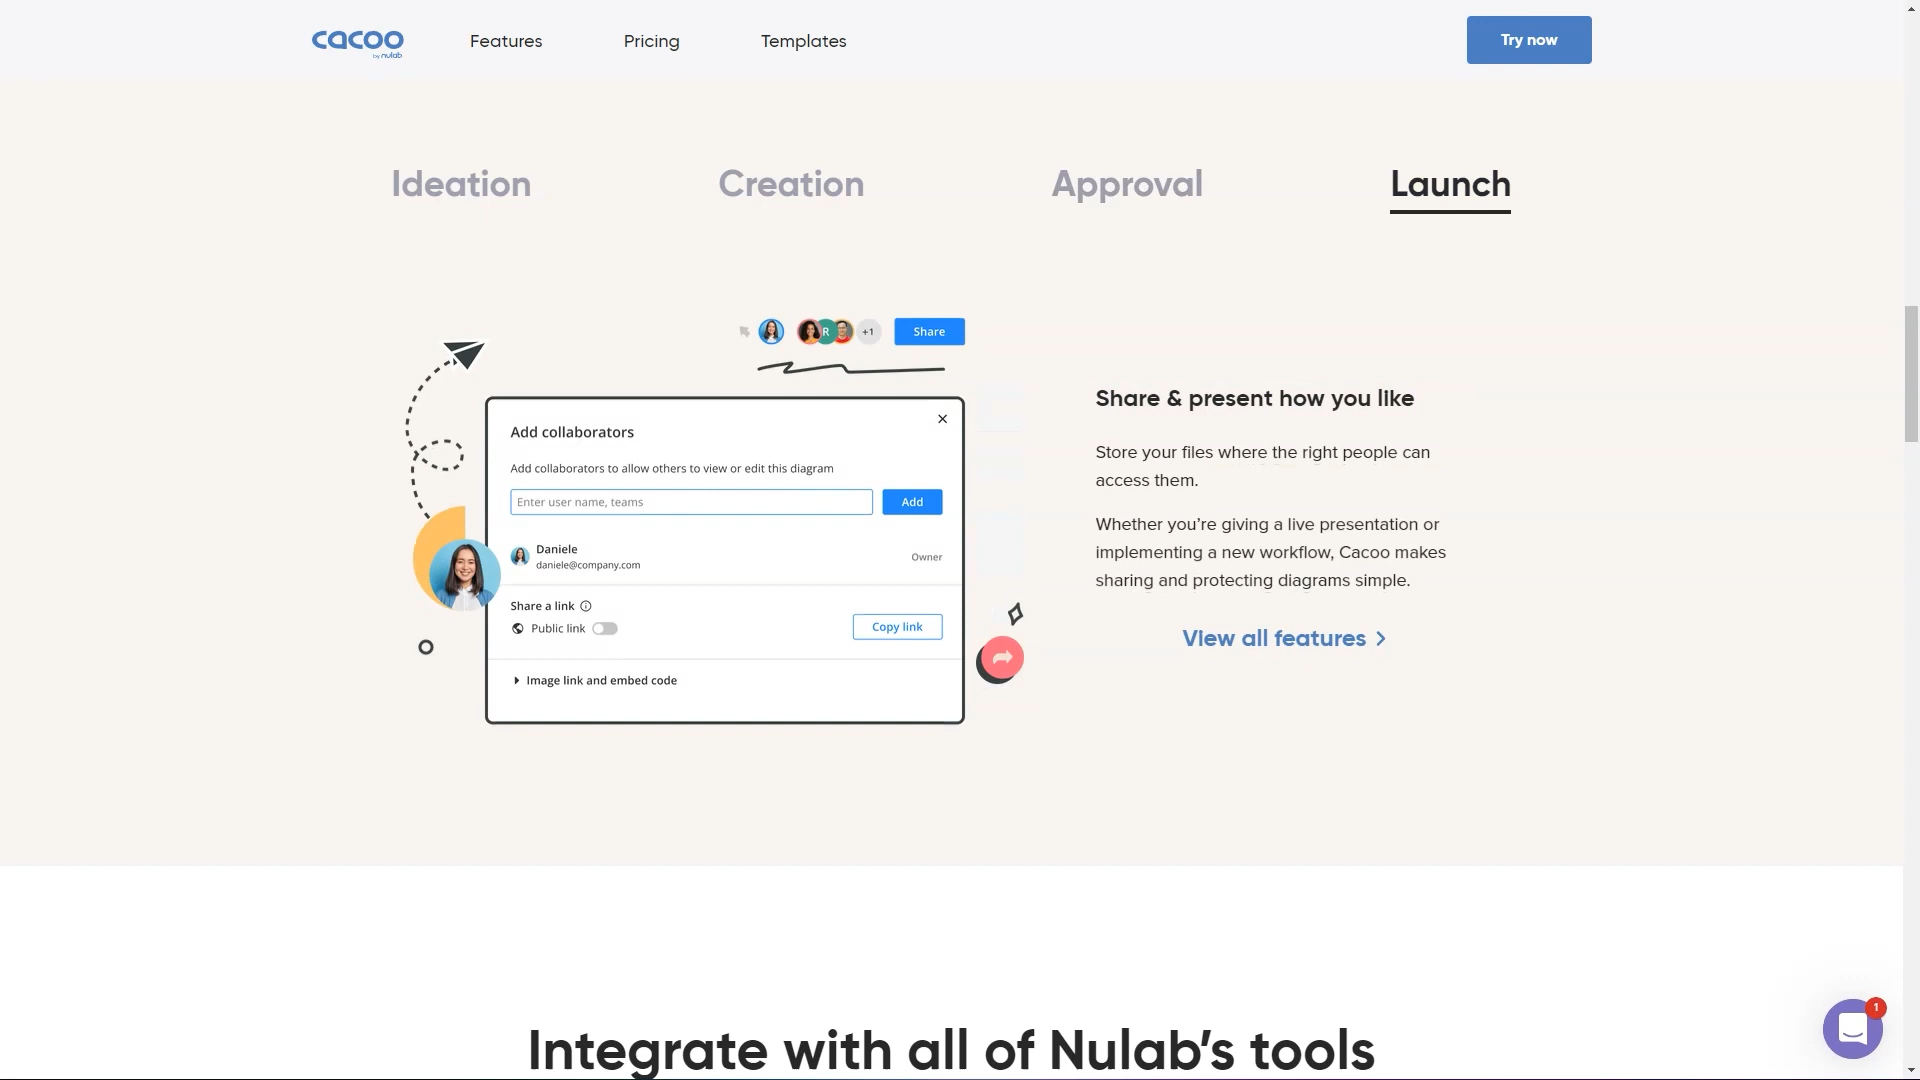 cacoo
by nulab
Features
Pricing
Templates
Try now
Ideation
Creation
Approval
Launch
R
+1
Share
Add collaborators
Add collaborators to allow others to view or edit this diagram
Enter user name, teams
Add
Daniele
daniele@company.com
Owner
Share a link
Public link
Copy link
Image link and embed code
Share & present how you like
Store your files where the right people can
access them.
Whether you’re giving a live presentation or
implementing a new workflow, Cacoo makes
sharing and protecting diagrams simple.
View all features
Integrate with all of Nulab’s tools
1